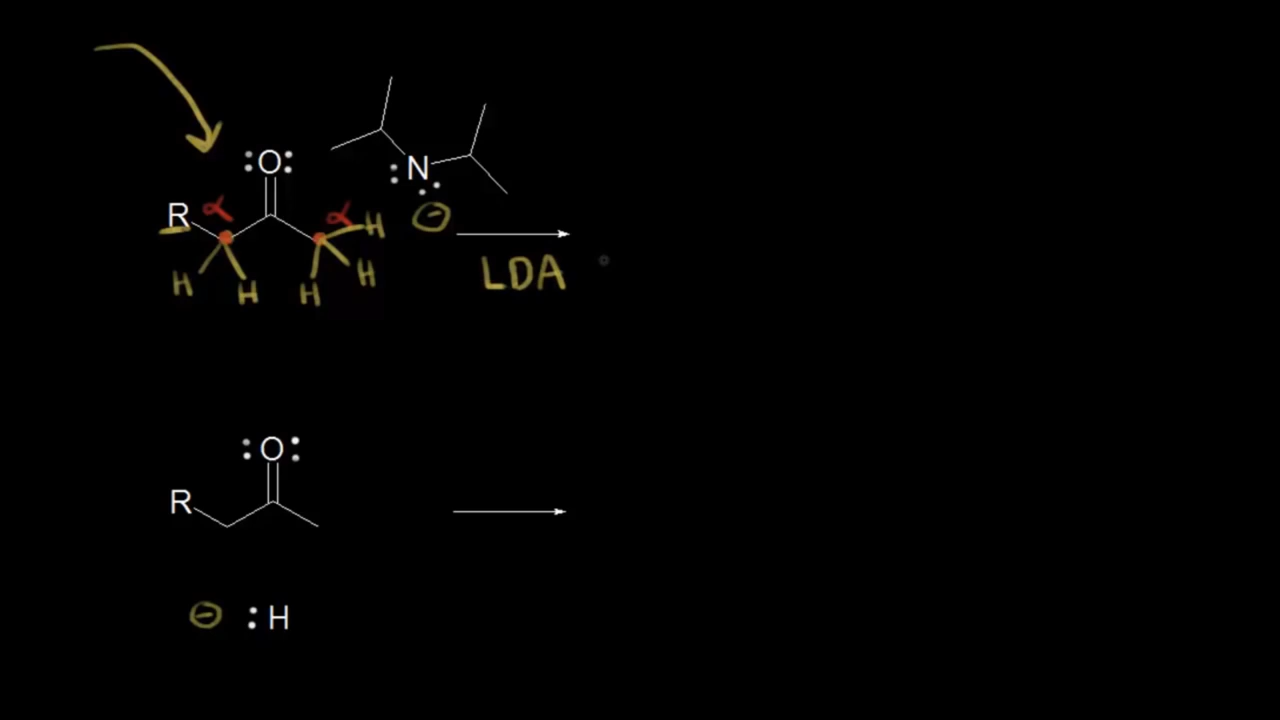 :O:
N
R α α H
⊖
H H H H
LDA
:O:
R
⊖ :H